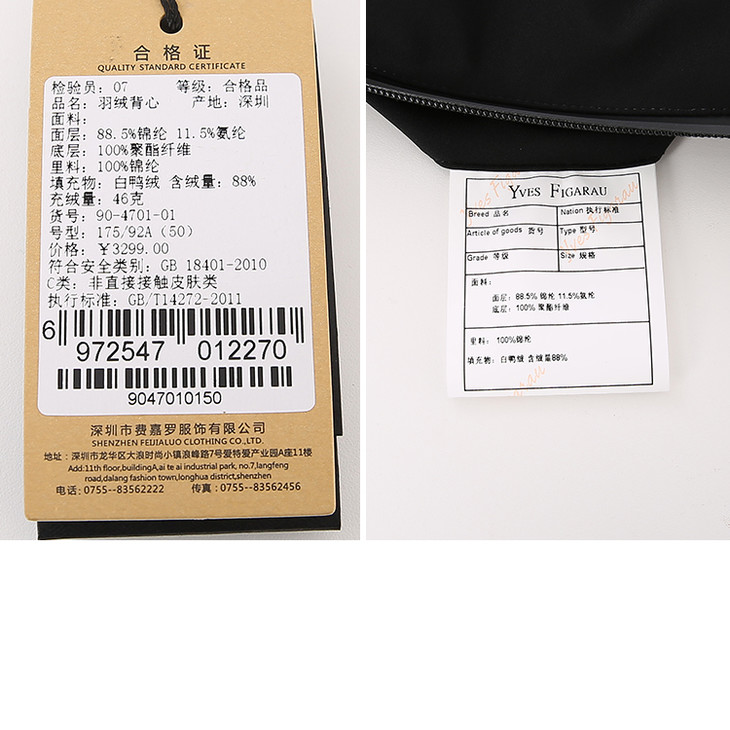 合格证
QUALITY STANDARD CERTIFICATE
检验员: 07 等级: 合格品
品名: 羽绒背心 产地: 深圳
面料:
面层: 88.5%锦纶 11.5%氨纶
底层: 100%聚酯纤维
里料: 100%锦纶
填充物: 白鸭绒 含绒量: 88%
充绒量: 46克
货号: 90-4701-01
号型: 175/92A (50)
价格: ￥3299.00
符合安全类别: GB 18401-2010
C类: 非直接接触皮肤类
执行标准: GB/T14272-2011
6 972547 012270
9047010150
深圳市费嘉罗服饰有限公司
SHENZHEN FEIJIALUO CLOTHING CO.,LTD
地址: 深圳市龙华区大浪时尚小镇浪峰路7号爱特爱产业园A座11楼
Add:11th floor,buildingA,ai te ai industrial park, no.7,langfeng
road,dalang fashion town,longhua district,shenzhen
电话: 0755--83562222 传真: 0755--83562456
YVES FIGARAU
Breed 品名 Nation 执行标准
Article of goods 货号 Type 型号
Grade 等级 Size 规格
面料:
面层: 88.5% 锦纶 11.5%氨纶
底层: 100% 聚酯纤维
里料: 100%锦纶
填充物: 白鸭绒 含绒量88%